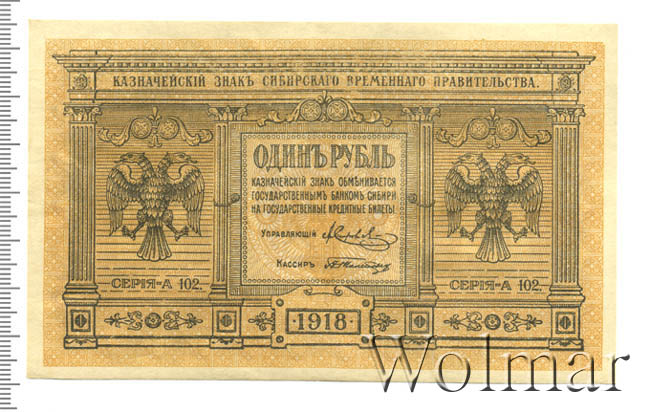 КАЗНАЧЕЙСКІЙ ЗНАКЪ СИБИРСКАГО ВРЕМЕННАГО ПРАВИТЕЛЬСТВА.
ОДИНЪ РУБЛЬ
КАЗНАЧЕЙСКІЙ ЗНАКЪ ОБМѢНИВАЕТСЯ
ГОСУДАРСТВЕННЫМЪ БАНКОМЪ СИБИРИ
НА ГОСУДАРСТВЕННЫЕ КРЕДИТНЫЕ БИЛЕТЫ.
УПРАВЛЯЮЩІЙ
КАССИРЪ
СЕРІЯ-А 102.
СЕРІЯ-А 102.
1918
Wolmar